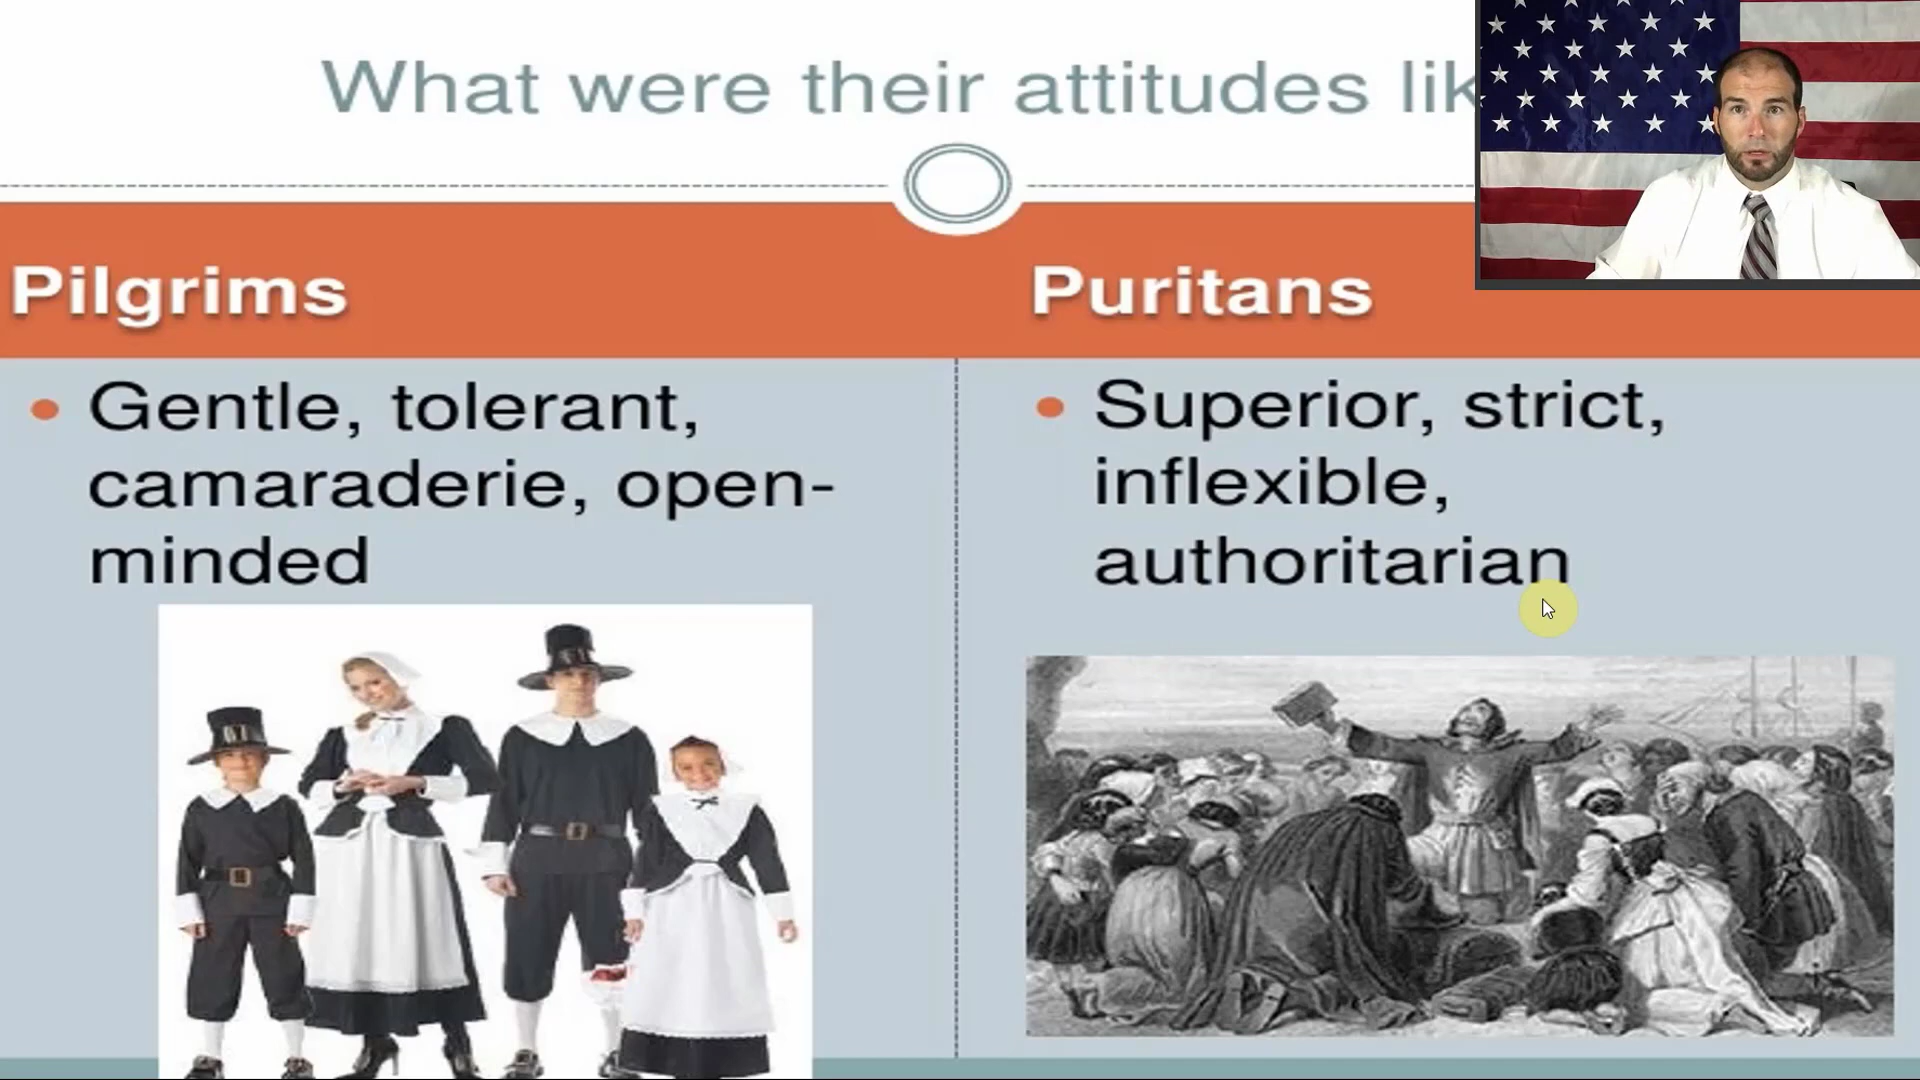 What were their attitudes lik
Pilgrims
Puritans
• Gentle, tolerant,
camaraderie, open-
minded
• Superior, strict,
inflexible,
authoritarian